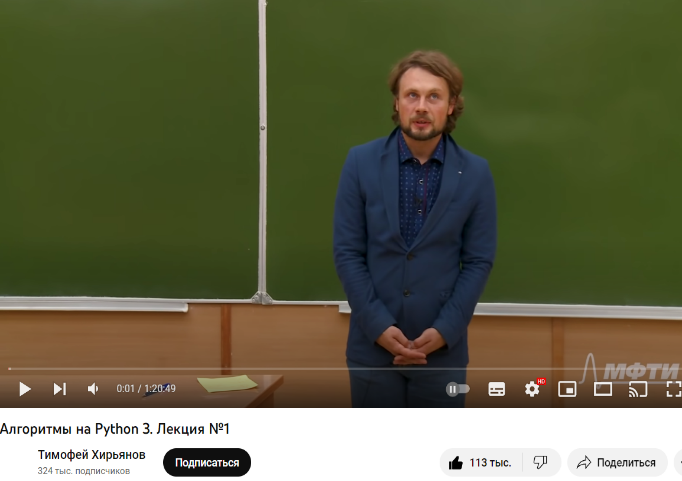 МФТИ
0:01 / 1:20:49
HD
Алгоритмы на Python 3. Лекция №1
Тимофей Хирьянов
324 тыс. подписчиков
Подписаться
113 тыс.
Поделиться